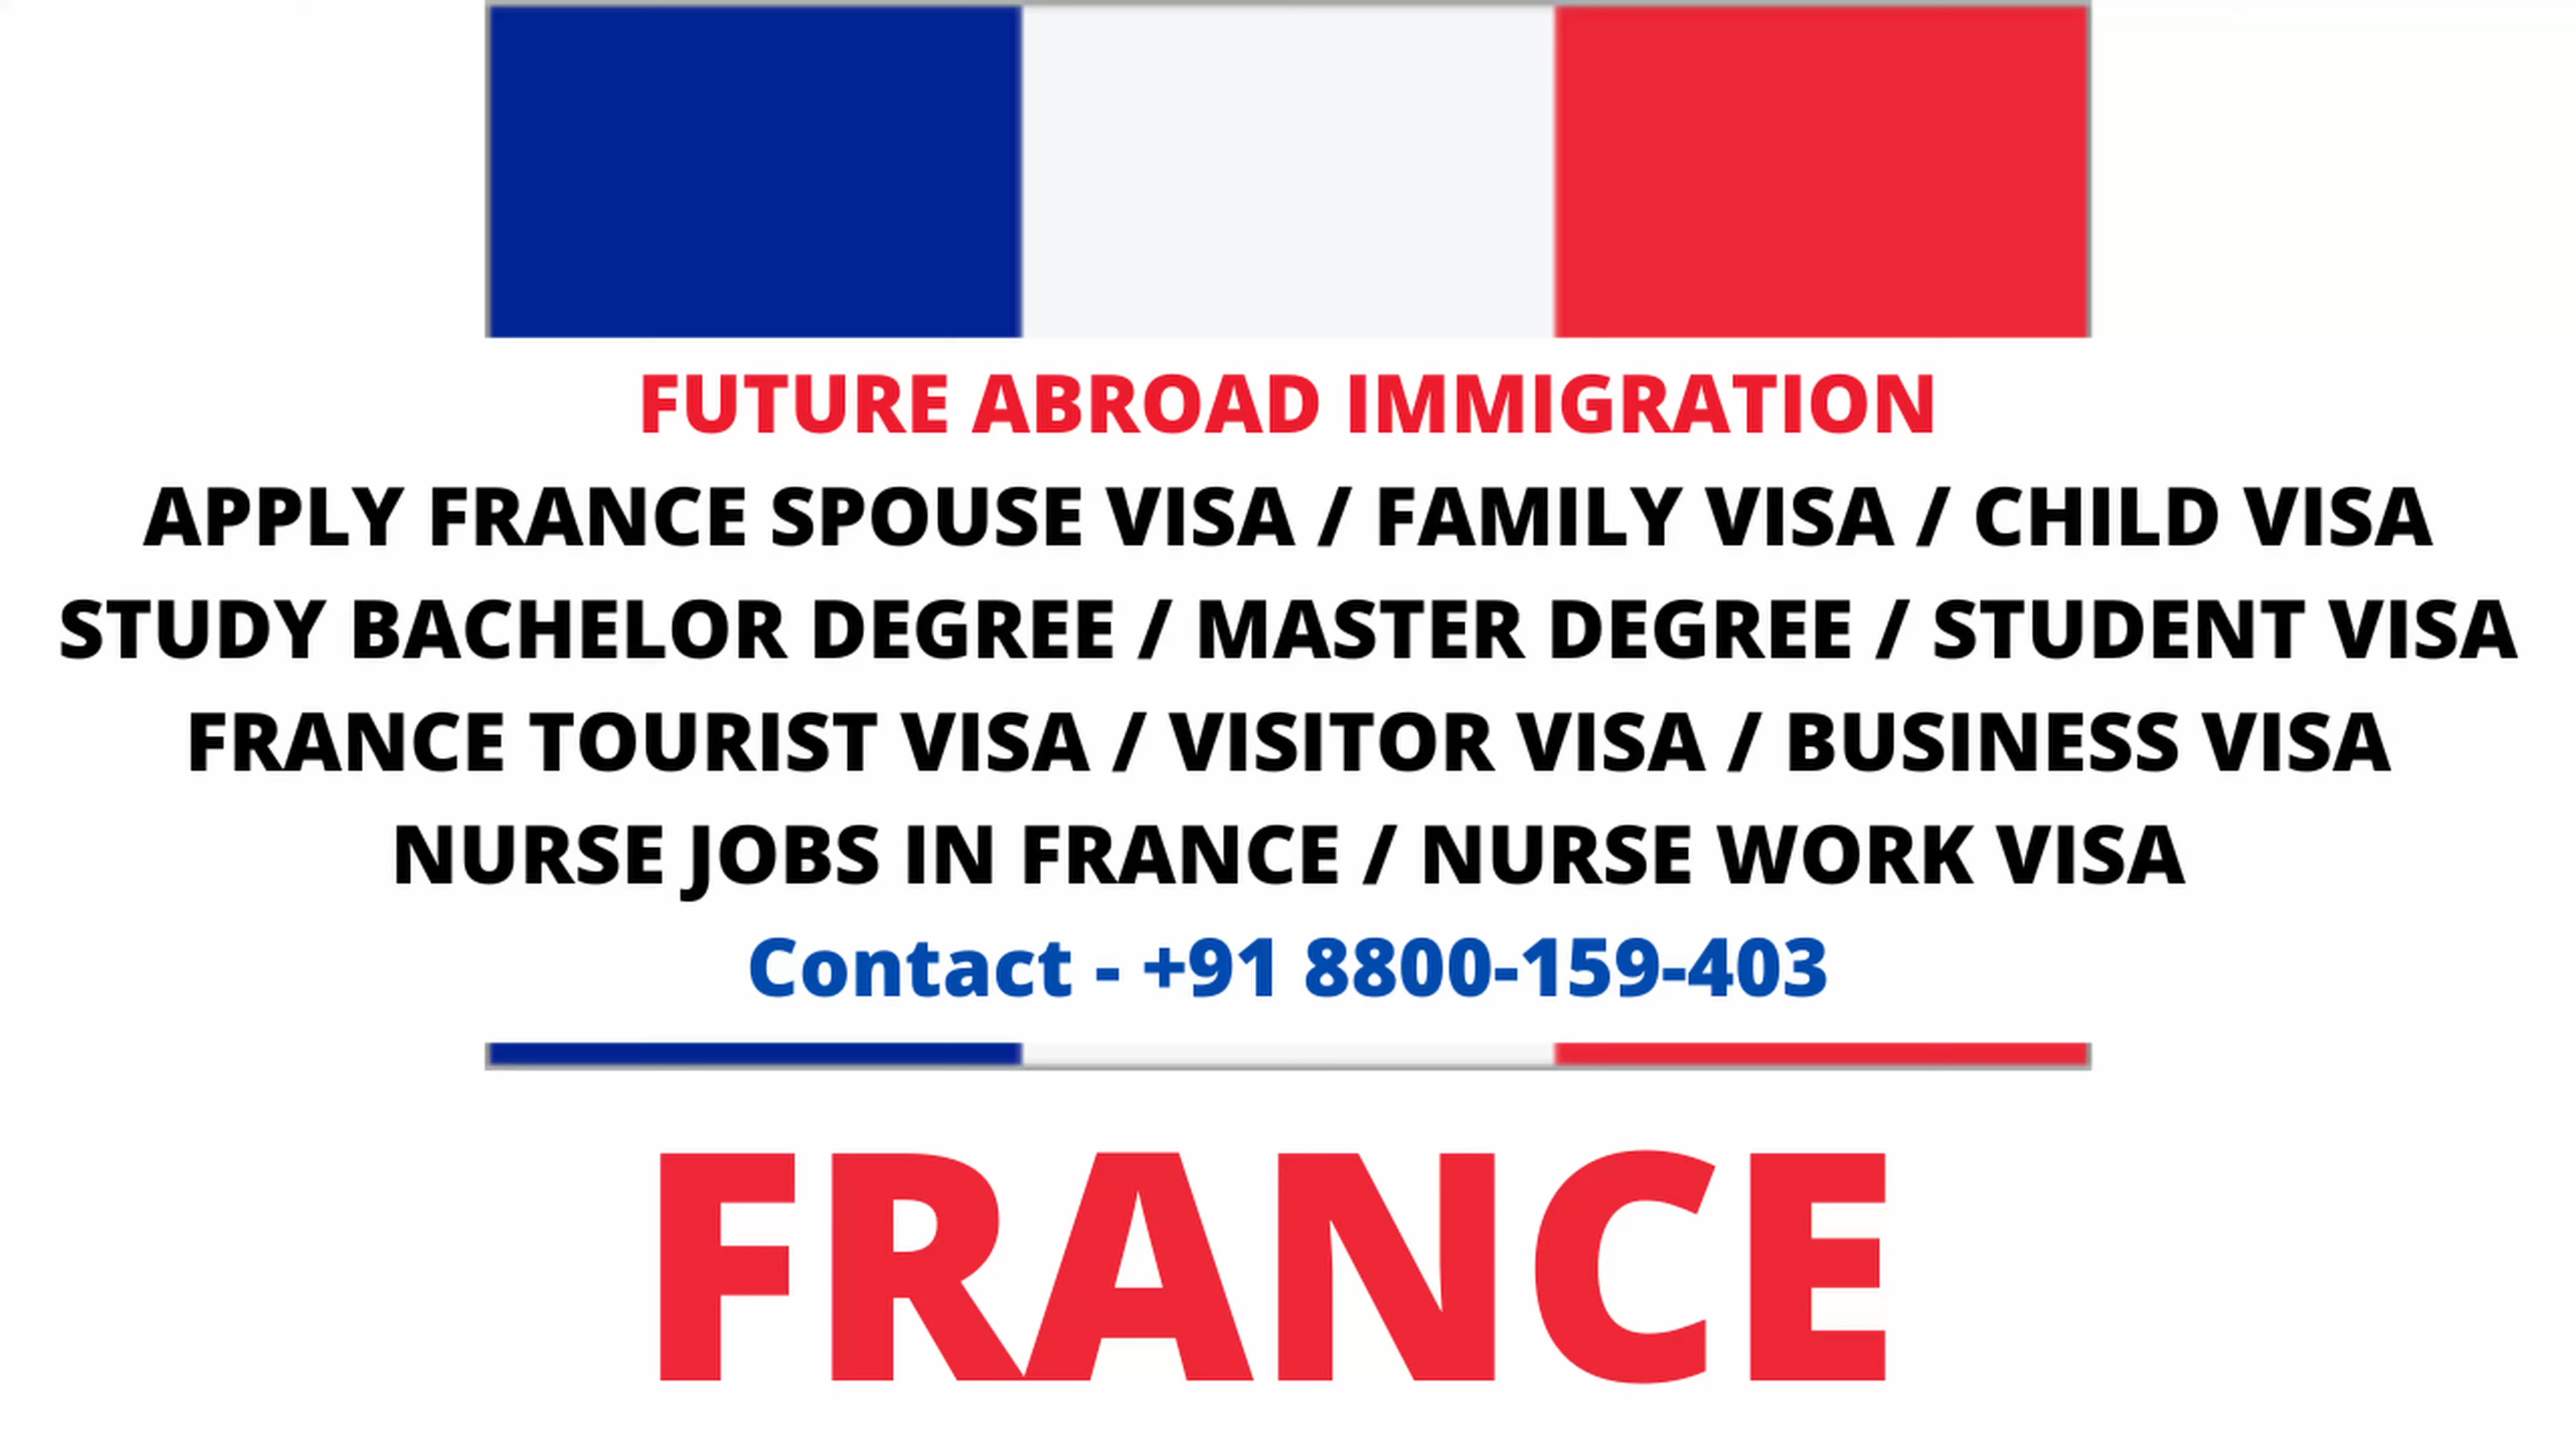 FUTURE ABROAD IMMIGRATION
APPLY FRANCE SPOUSE VISA / FAMILY VISA / CHILD VISA
STUDY BACHELOR DEGREE / MASTER DEGREE / STUDENT VISA
FRANCE TOURIST VISA / VISITOR VISA / BUSINESS VISA
NURSE JOBS IN FRANCE / NURSE WORK VISA
Contact - +91 8800-159-403
FRANCE